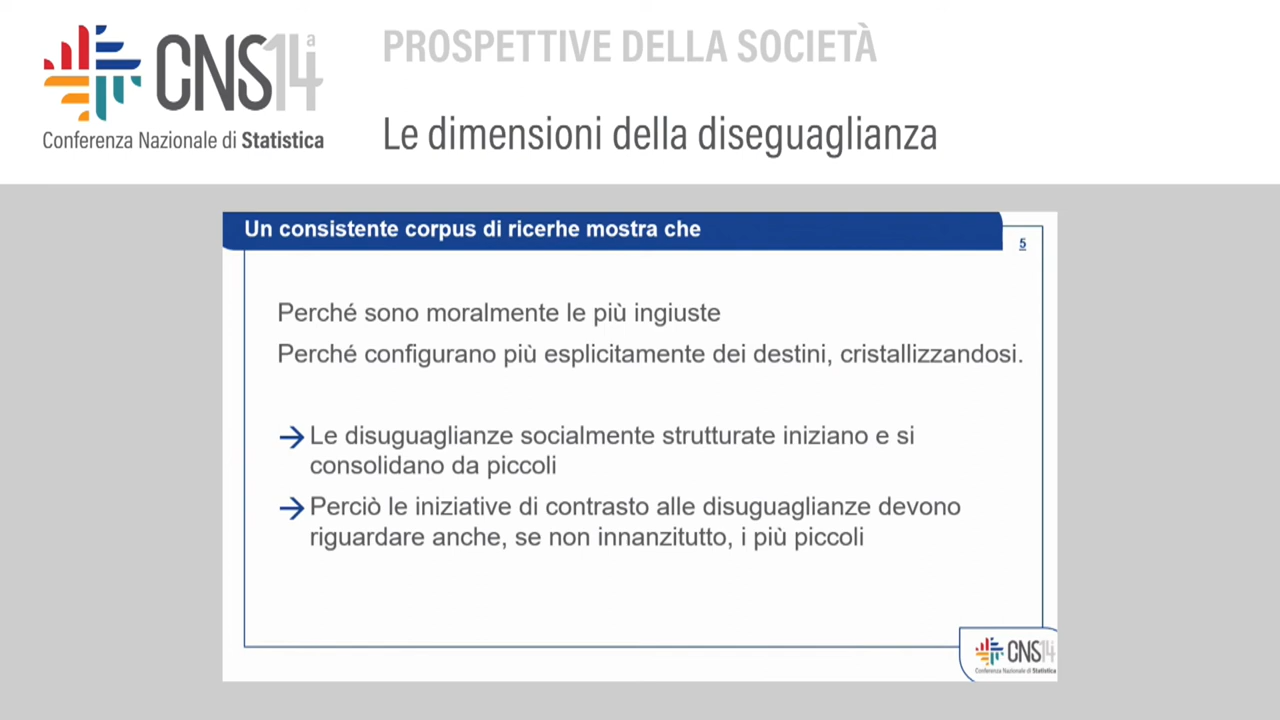 CNS14a
Conferenza Nazionale di Statistica
PROSPETTIVE DELLA SOCIETÀ
Le dimensioni della diseguaglianza
Un consistente corpus di ricerhe mostra che
5
Perché sono moralmente le più ingiuste
Perché configurano più esplicitamente dei destini, cristallizzandosi.
Le disuguaglianze socialmente strutturate iniziano e si
consolidano da piccoli
Perciò le iniziative di contrasto alle disuguaglianze devono
riguardare anche, se non innanzitutto, i più piccoli
CNS14
Conferenza Nazionale di Statistica